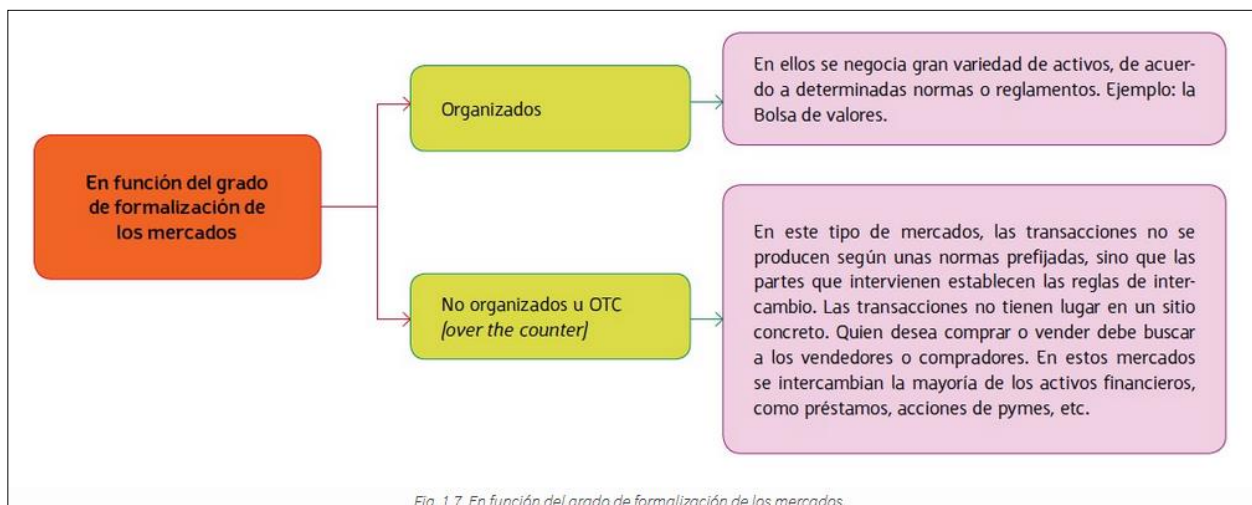 En función del grado
de formalización de
los mercados
Organizados
En ellos se negocia gran variedad de activos, de acuer-
do a determinadas normas o reglamentos. Ejemplo: la
Bolsa de valores.
No organizados u OTC
(over the counter)
En este tipo de mercados, las transacciones no se
producen según unas normas prefijadas, sino que las
partes que intervienen establecen las reglas de inter-
cambio. Las transacciones no tienen lugar en un sitio
concreto. Quien desea comprar o vender debe buscar
a los vendedores o compradores. En estos mercados
se intercambian la mayoría de los activos financieros,
como préstamos, acciones de pymes, etc.
Fig. 1.7. En función del grado de formalización de los mercados.